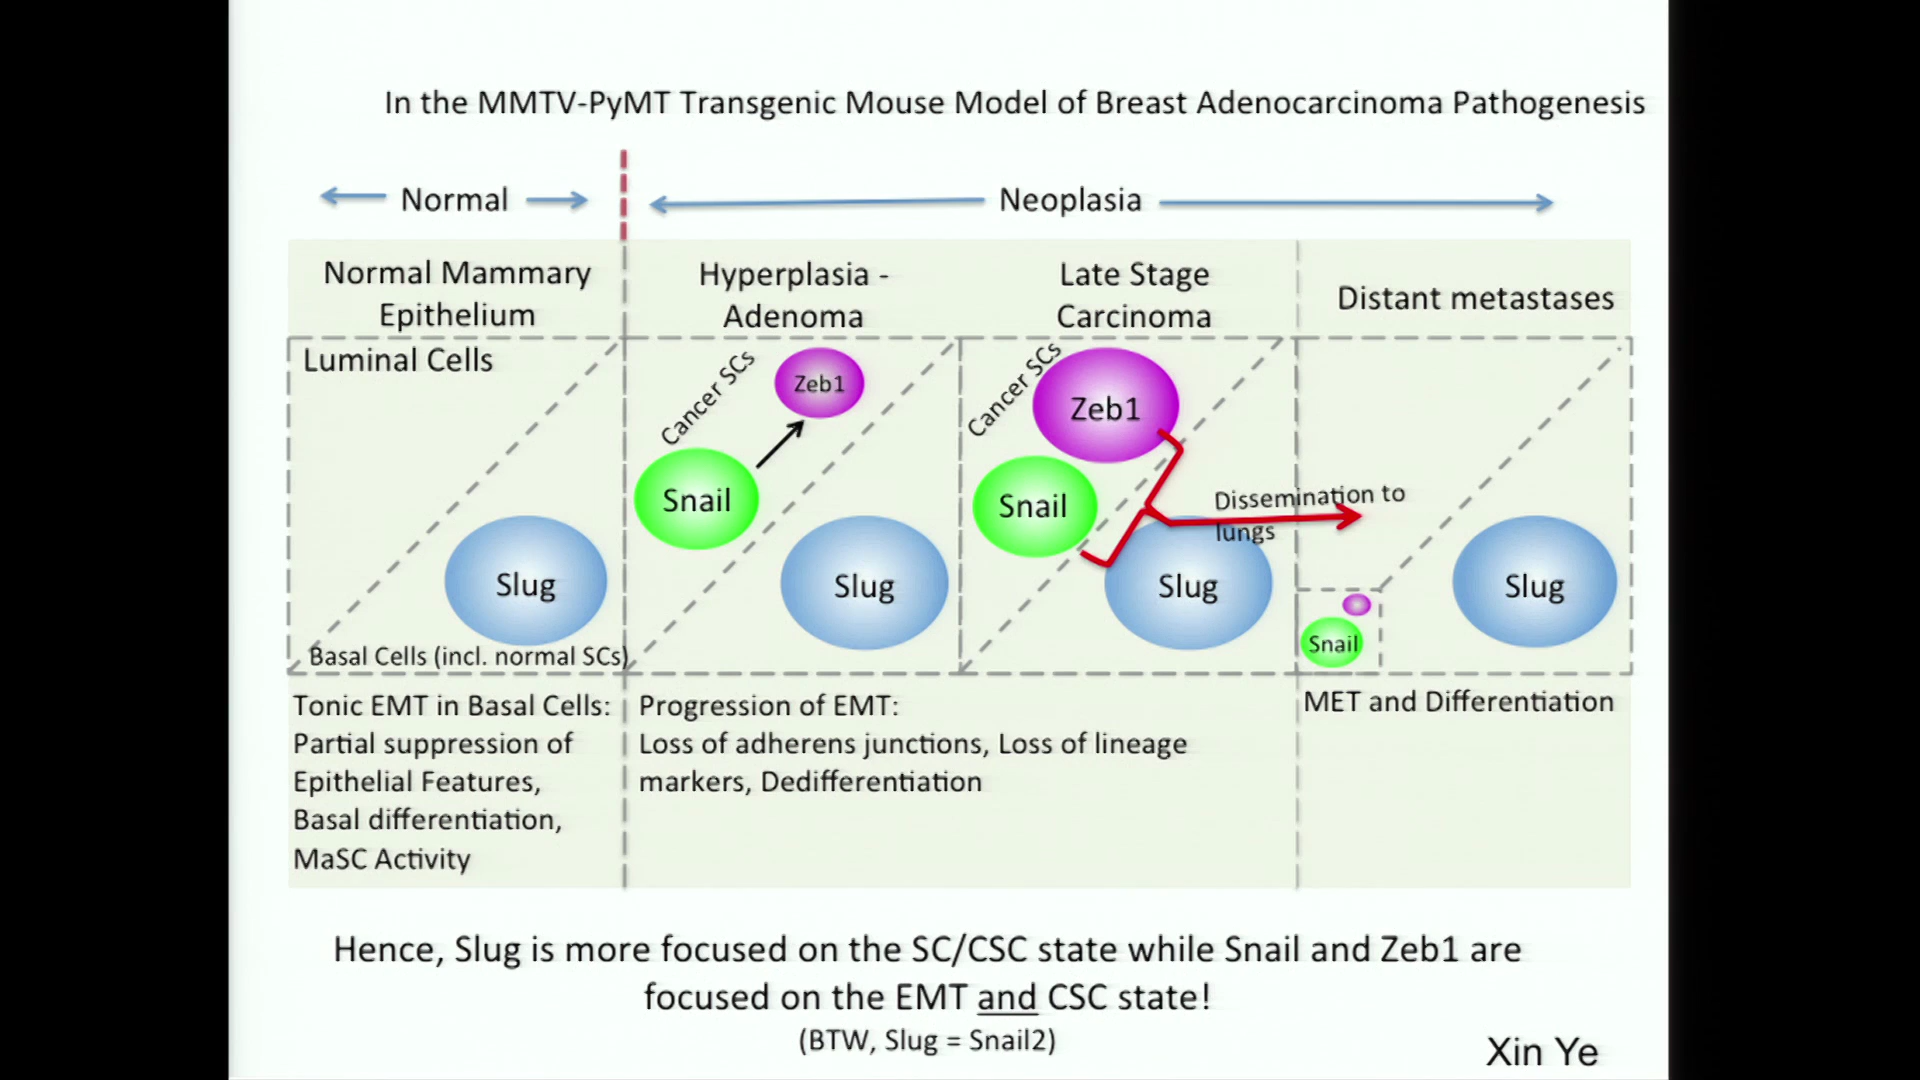 In the MMTV-PyMT Transgenic Mouse Model of Breast Adenocarcinoma Pathogenesis
Normal
Neoplasia
Normal Mammary
Epithelium
Hyperplasia -
Adenoma
Late Stage
Carcinoma
Distant metastases
Luminal Cells
Slug
Basal Cells (incl. normal SCs)
Cancer SCs
Zeb1
Snail
Slug
Cancer SCs
Zeb1
Snail
Slug
Dissemination to
lungs
Snail
Slug
Tonic EMT in Basal Cells:
Partial suppression of
Epithelial Features,
Basal differentiation,
MaSC Activity
Progression of EMT:
Loss of adherens junctions, Loss of lineage
markers, Dedifferentiation
MET and Differentiation
Hence, Slug is more focused on the SC/CSC state while Snail and Zeb1 are
focused on the EMT and CSC state!
(BTW, Slug = Snail2)
Xin Ye